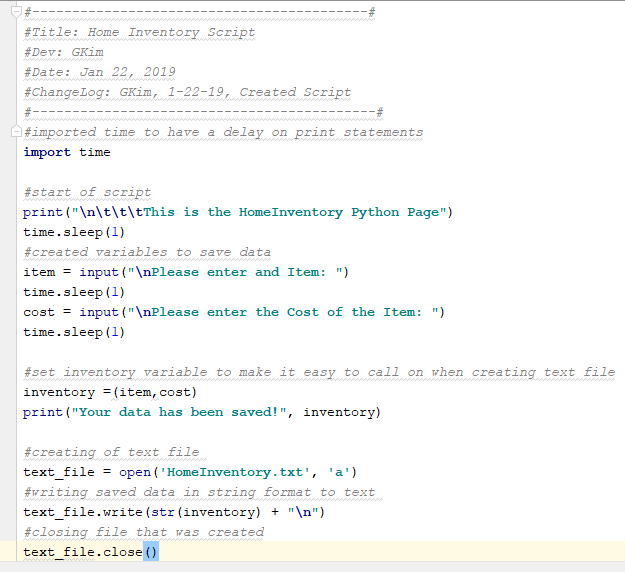 #-------------------------------------------#
#Title: Home Inventory Script
#Dev: GKim
#Date: Jan 22, 2019
#ChangeLog: GKim, 1-22-19, Created Script
#--------------------------------------------#
#imported time to have a delay on print statements
import time
#start of script
print("\n\t\t\tThis is the HomeInventory Python Page")
time.sleep(1)
#created variables to save data
item = input("\nPlease enter and Item: ")
time.sleep(1)
cost = input("\nPlease enter the Cost of the Item: ")
time.sleep(1)
#set inventory variable to make it easy to call on when creating text file
inventory =(item,cost)
print("Your data has been saved!", inventory)
#creating of text file
text_file = open('HomeInventory.txt', 'a')
#writing saved data in string format to text
text_file.write(str(inventory) + "\n")
#closing file that was created
text_file.close()